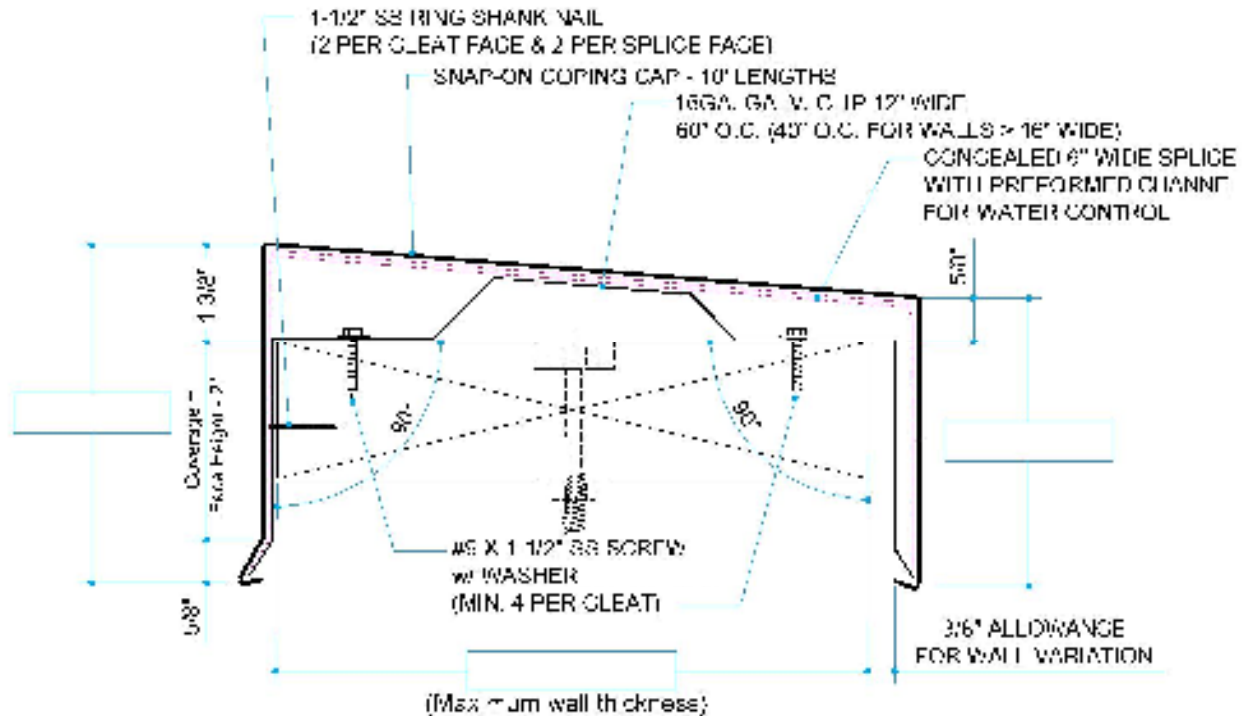 1-1/2" SS RING SHANK NAIL
(2 PER CLEAT FACE & 2 PER SPLICE FACE)
SNAP-ON COPING CAP - 10' LENGTHS
16GA. GALV. CLIP 12" WIDE
60" O.C. (40" O.C. FOR WALLS > 16" WIDE)
CONCEALED 6" WIDE SPLICE
WITH PREFORMED CHANNE
FOR WATER CONTROL
5/8"
1 3/8"
Coverage =
Face Height - 2"
90°
90°
5/8"
#9 X 1 1/2" SS SCREW
w/ WASHER
(MIN. 4 PER CLEAT)
ALLOWANCE
FOR WALL VARIATION
(Maximum wall thickness)